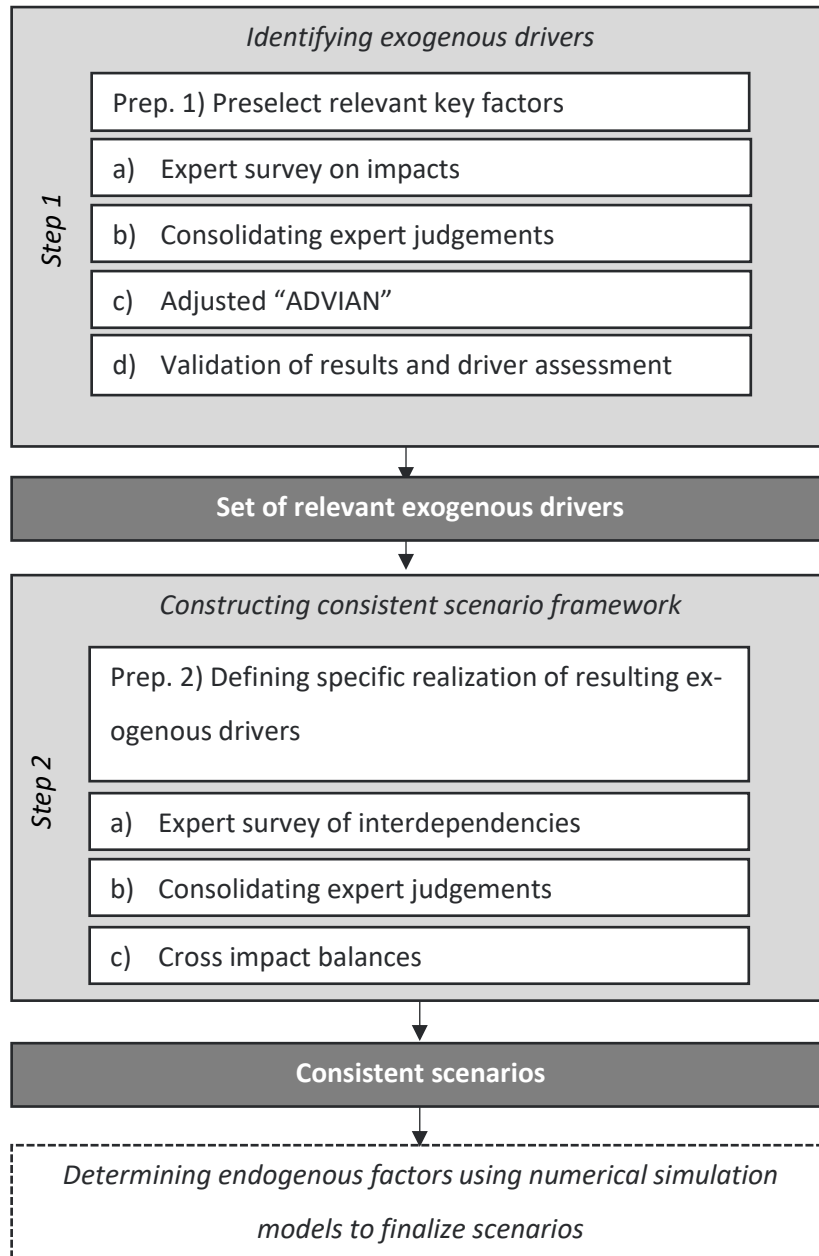 Identifying exogenous drivers
Step 1
Prep. 1) Preselect relevant key factors
a) Expert survey on impacts
b) Consolidating expert judgements
c) Adjusted “ADVIAN”
d) Validation of results and driver assessment
Set of relevant exogenous drivers
Constructing consistent scenario framework
Step 2
Prep. 2) Defining specific realization of resulting ex-
ogenous drivers
a) Expert survey of interdependencies
b) Consolidating expert judgements
c) Cross impact balances
Consistent scenarios
Determining endogenous factors using numerical simulation
models to finalize scenarios